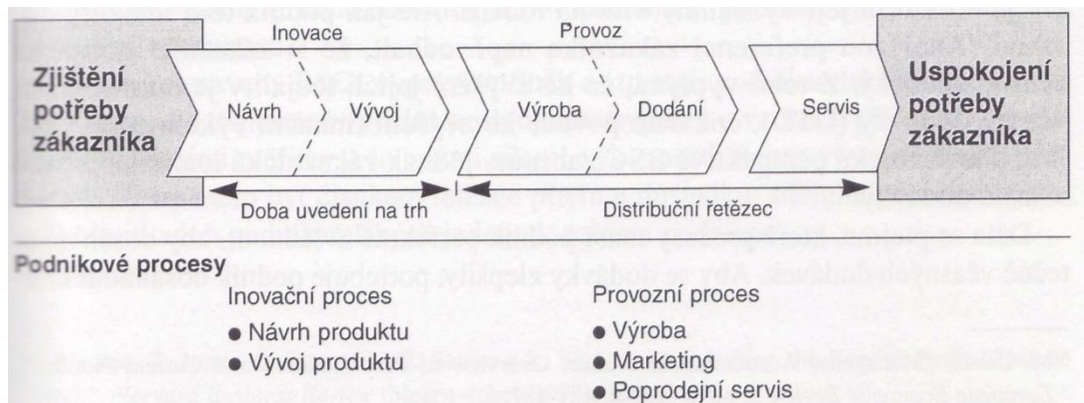 Inovace
Provoz
Zjištění
potřeby
zákazníka
Návrh
Vývoj
Výroba
Dodání
Servis
Uspokojení
potřeby
zákazníka
Doba uvedení na trh
Distribuční řetězec
Podnikové procesy
Inovační proces
● Návrh produktu
● Vývoj produktu
Provozní proces
● Výroba
● Marketing
● Poprodejní servis